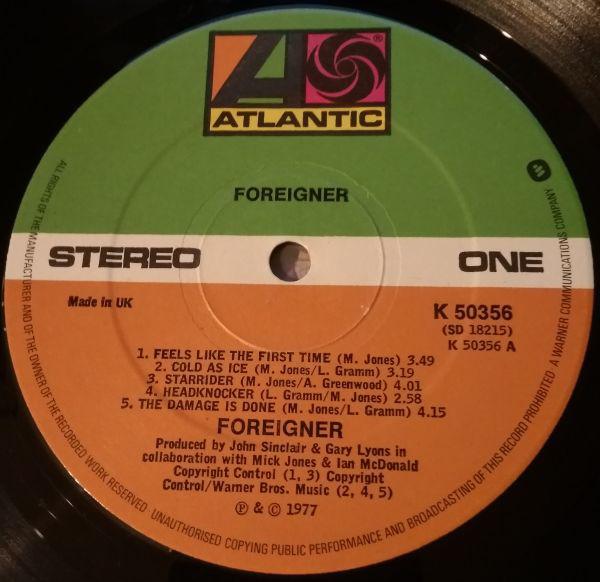 ATLANTIC
®
FOREIGNER
STEREO
ONE
Made in UK
K 50356
(SD 18215)
K 50356 A
1. FEELS LIKE THE FIRST TIME (M. Jones) 3.49
2. COLD AS ICE (M. Jones/L. Gramm) 3.19
3. STARRIDER (M. Jones/A. Greenwood) 4.01
4. HEADKNOCKER (L. Gramm/M. Jones) 2.58
5. THE DAMAGE IS DONE (M. Jones/L. Gramm) 4.15
FOREIGNER
Produced by John Sinclair & Gary Lyons in
collaboration with Mick Jones & Ian McDonald
Copyright Control (1, 3) Copyright
Control/Warner Bros. Music (2, 4, 5)
℗ & © 1977
ALL RIGHTS OF THE MANUFACTURER AND OF THE OWNER OF THE RECORDED WORK RESERVED UNAUTHORISED COPYING PUBLIC PERFORMANCE AND BROADCASTING OF THIS RECORD PROHIBITED A WARNER COMMUNICATIONS COMPANY